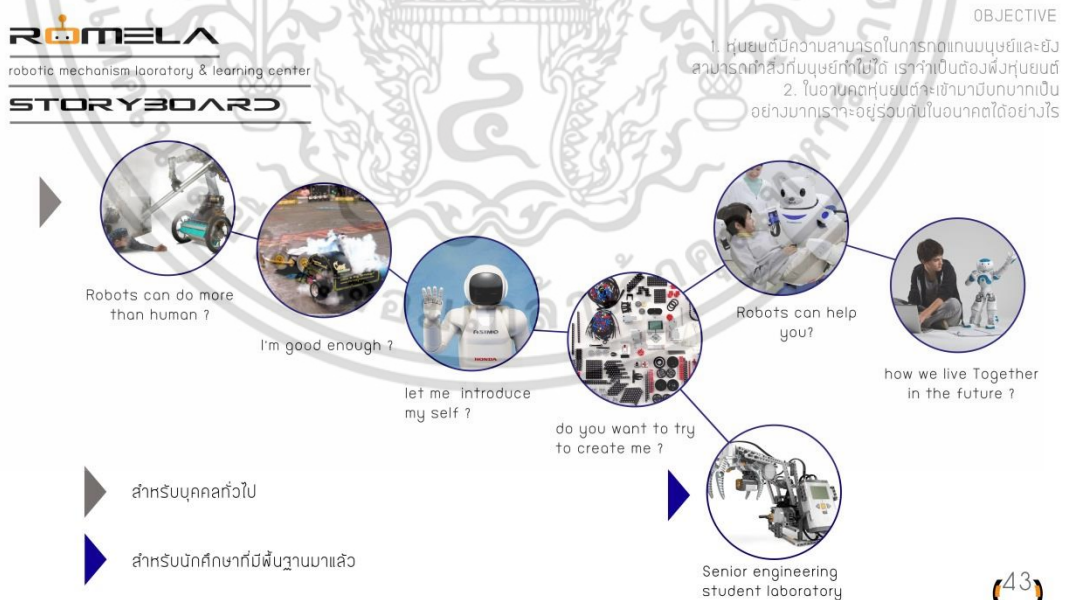 ROMELA
robotic mechanism laoratory & learning center
STORYBOARD
OBJECTIVE
1. หุ่นยนต์มีความสามารถในการทดแทนมนุษย์และยัง
สามารถทำสิ่งที่มนุษย์ทำไม่ได้ เราจำเป็นต้องพึ่งหุ่นยนต์
2. ในอนาคตหุ่นยนต์จะเข้ามามีบทบาทเป็น
อย่างมากเราจะอยู่ร่วมกันในอนาคตได้อย่างไร
Robots can do more
than human ?
I'm good enough ?
ASIMO
HONDA
let me introduce
my self ?
do you want to try
to create me ?
Robots can help
you?
how we live Together
in the future ?
สำหรับบุคคลทั่วไป
สำหรับนักศึกษาที่มีพื้นฐานมาแล้ว
Senior engineering
student laboratory
43